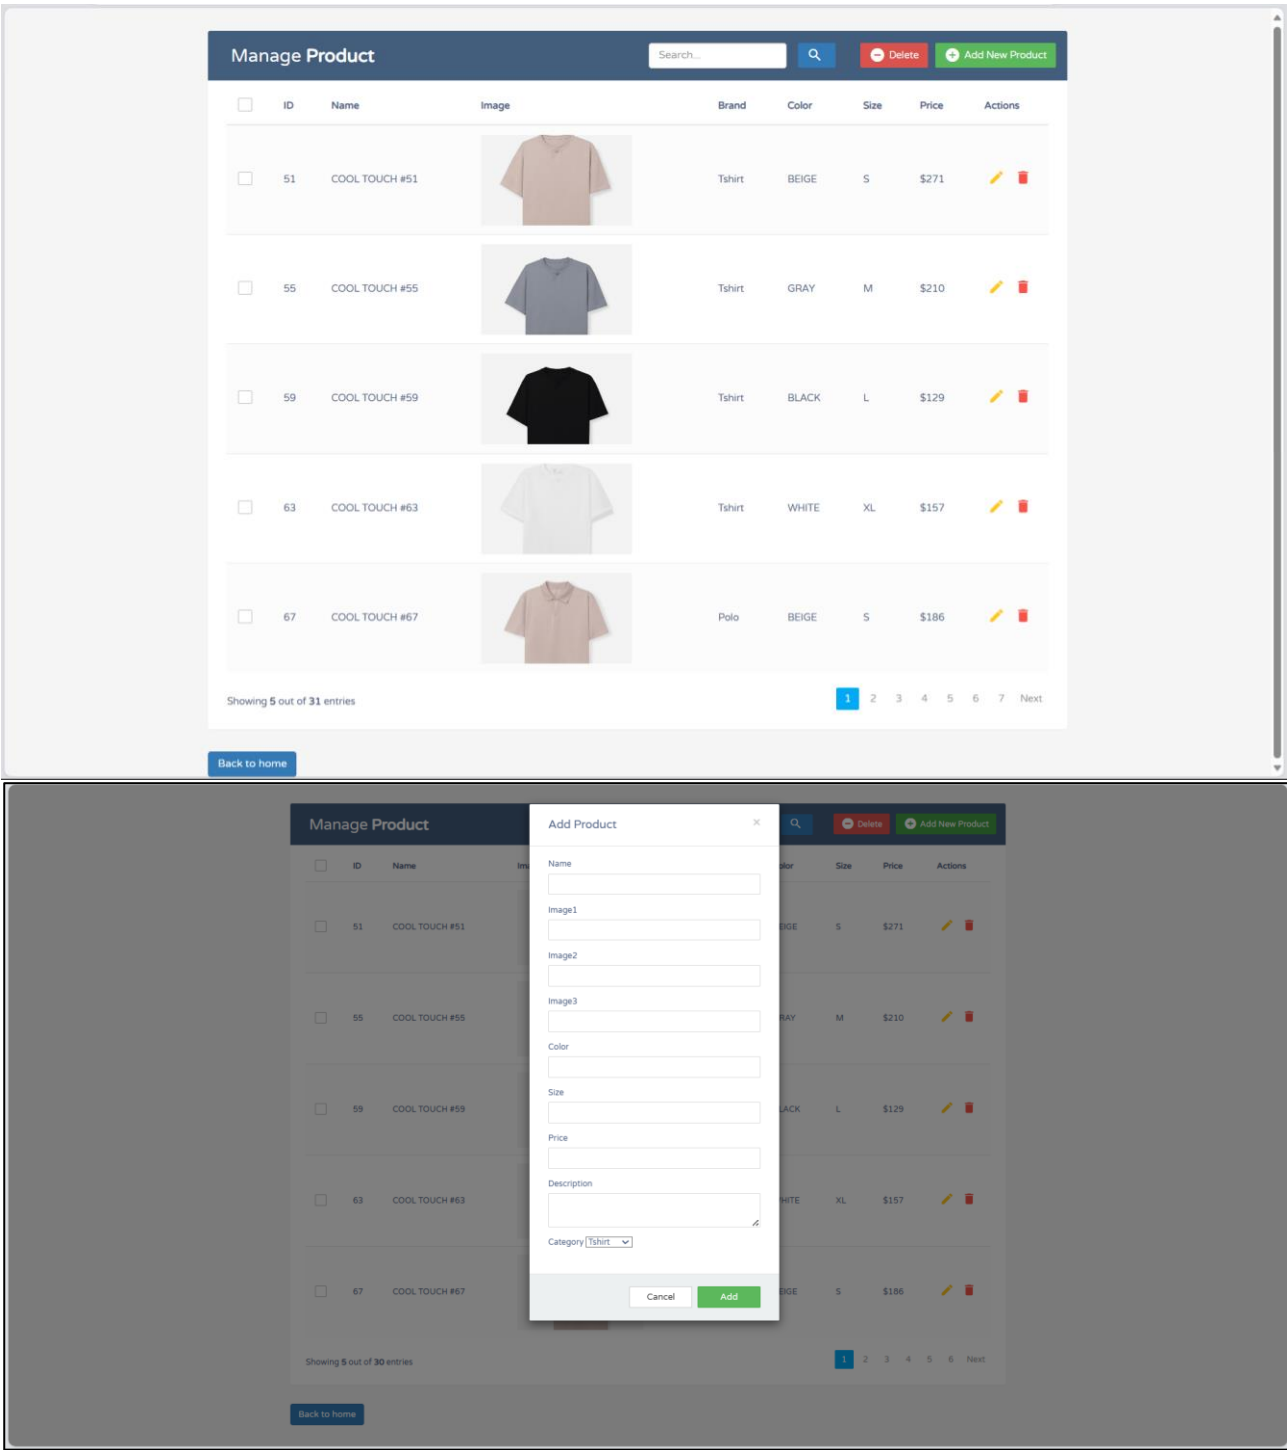 Manage Product Search... Delete Add New Product
ID Name Image Brand Color Size Price Actions
51 COOL TOUCH #51 Tshirt BEIGE S $271
55 COOL TOUCH #55 Tshirt GRAY M $210
59 COOL TOUCH #59 Tshirt BLACK L $129
63 COOL TOUCH #63 Tshirt WHITE XL $157
67 COOL TOUCH #67 Polo BEIGE S $186
Showing 5 out of 31 entries 1 2 3 4 5 6 7 Next
Back to home
Manage Product Delete Add New Product
ID Name Size Price Actions
51 COOL TOUCH #51 S $271
55 COOL TOUCH #55 M $210
59 COOL TOUCH #59 L $129
63 COOL TOUCH #63 XL $157
67 COOL TOUCH #67 S $186
Showing 5 out of 30 entries 1 2 3 4 5 6 Next
Back to home
Add Product ×
Name
Image1
Image2
Image3
Color
Size
Price
Description
Category Tshirt
Cancel Add